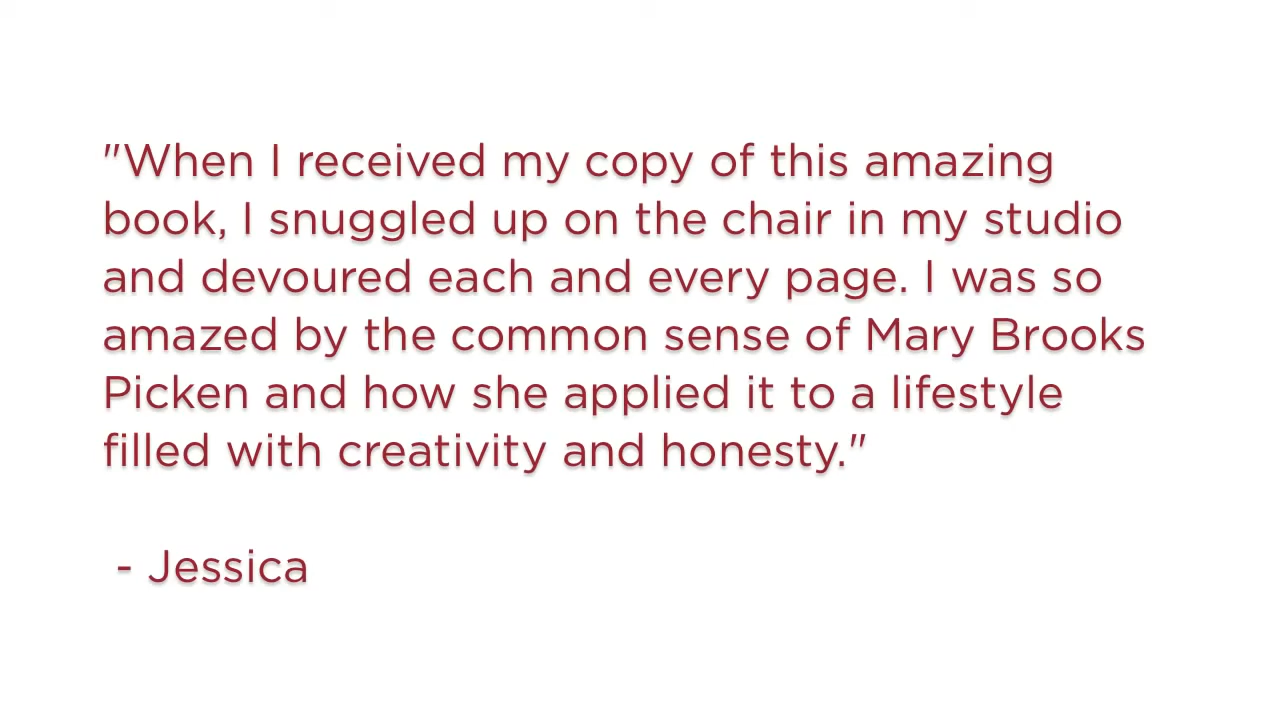 "When I received my copy of this amazing
book, I snuggled up on the chair in my studio
and devoured each and every page. I was so
amazed by the common sense of Mary Brooks
Picken and how she applied it to a lifestyle
filled with creativity and honesty."
- Jessica